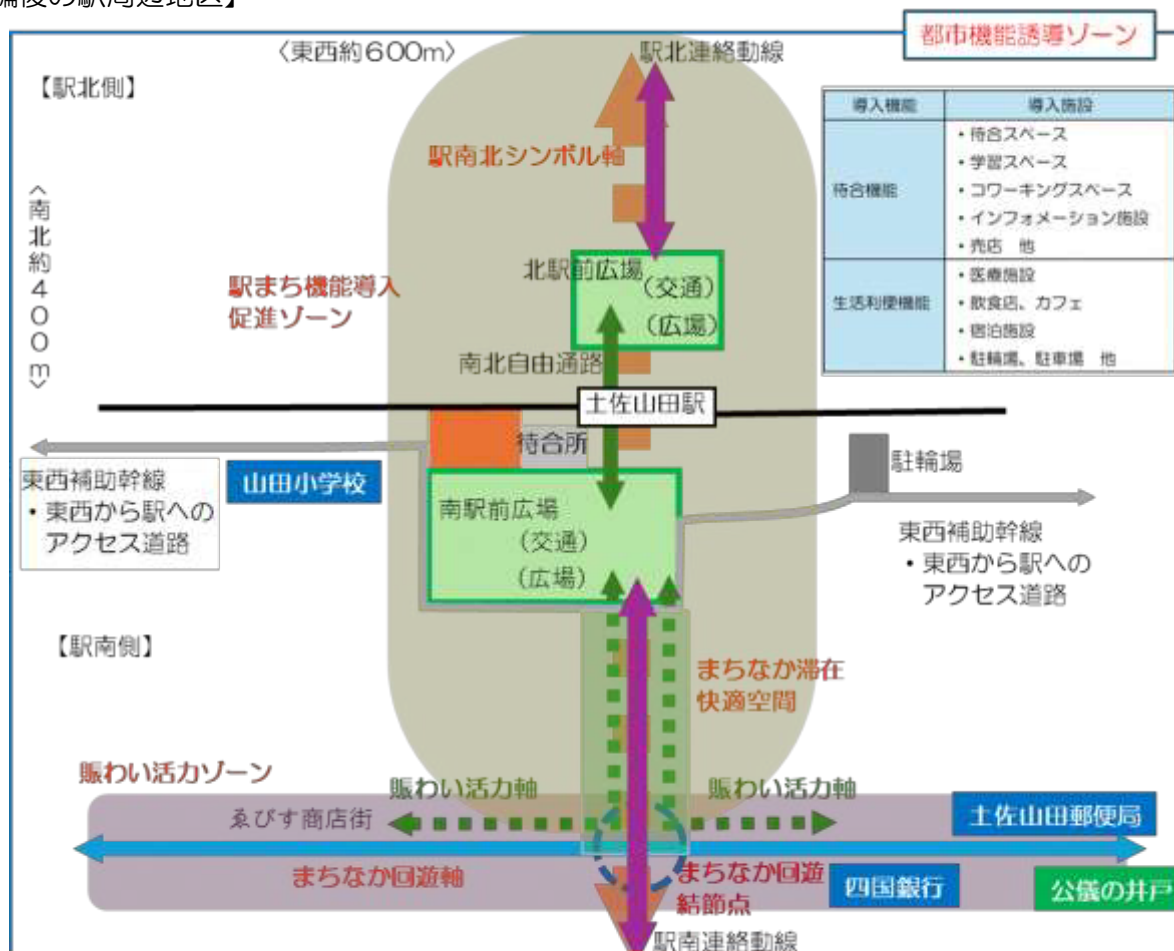 後の駅周辺地区】
都市機能誘導ゾーン
〈東西約600m〉
駅北連絡動線
【駅北側】
導入機能
導入施設
待合機能
・待合スペース
・学習スペース
・コワーキングスペース
・インフォメーション施設
・売店 他
生活利便機能
・医療施設
・飲食店、カフェ
・宿泊施設
・駐輪場、駐車場 他
駅南北シンボル軸
〈南北約400m〉
北駅前広場
(交通)
(広場)
駅まち機能導入
促進ゾーン
南北自由通路
土佐山田駅
待合所
駐輪場
東西補助幹線
・東西から駅への
アクセス道路
山田小学校
南駅前広場
(交通)
(広場)
東西補助幹線
・東西から駅への
アクセス道路
【駅南側】
まちなか滞在
快適空間
賑わい活力ゾーン
賑わい活力軸
賑わい活力軸
ゑびす商店街
土佐山田郵便局
まちなか回遊軸
まちなか回遊
結節点
四国銀行
公儀の井戸
駅南連絡動線